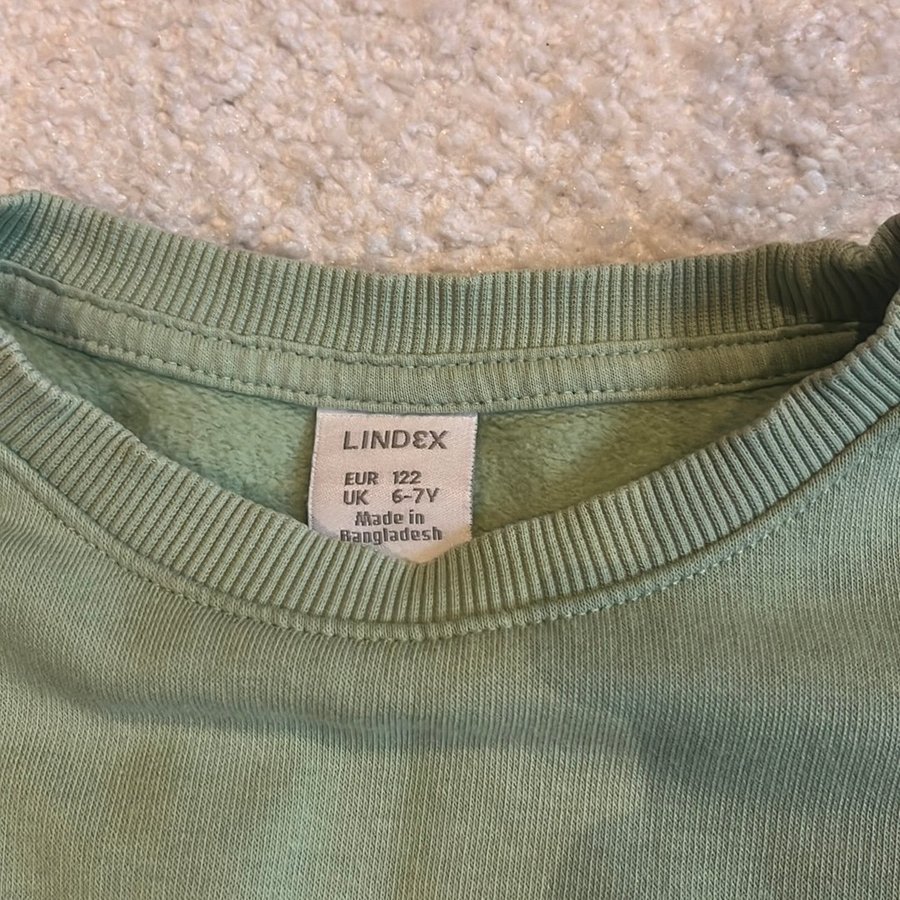 LINDEX
EUR 122
UK 6-7Y
Made in
Bangladesh